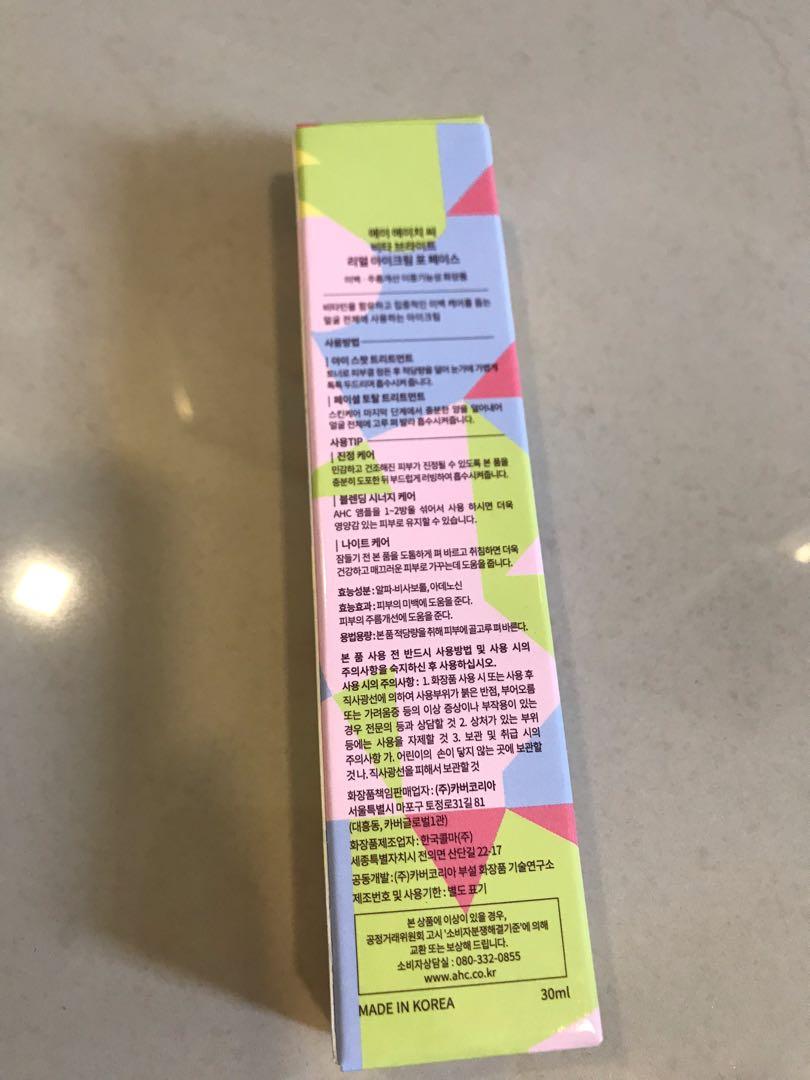 에이 에이치 씨
비타 브라이트
리얼 아이크림 포 페이스
미백 · 주름개선 이중기능성 화장품
비타민을 함유하고 집중적인 미백 케어를 돕는
얼굴 전체에 사용하는 아이크림
사용방법
| 아이 스팟 트리트먼트
토너로 피부결 정돈 후 적당량을 덜어 눈가에 가볍게
톡톡 두드리며 흡수시켜 줍니다.
| 페이셜 토탈 트리트먼트
스킨케어 마지막 단계에서 충분한 양을 덜어내어
얼굴 전체에 고루 펴 발라 흡수시켜줍니다.
사용TIP
| 진정 케어
민감하고 건조해진 피부가 진정될 수 있도록 본 품을
충분히 도포한 뒤 부드럽게 러빙하여 흡수시켜줍니다.
| 블렌딩 시너지 케어
AHC 앰플을 1~2방울 섞어서 사용 하시면 더욱
영양감 있는 피부로 유지할 수 있습니다.
| 나이트 케어
잠들기 전 본 품을 도톰하게 펴 바르고 취침하면 더욱
건강하고 매끄러운 피부로 가꾸는데 도움을 줍니다.
효능성분 : 알파-비사보롤, 아데노신
효능효과 : 피부의 미백에 도움을 준다.
피부의 주름개선에 도움을 준다.
용법용량 : 본 품 적당량을 취해 피부에 골고루 펴 바른다.
본 품 사용 전 반드시 사용방법 및 사용 시의
주의사항을 숙지하신 후 사용하십시오.
사용 시의 주의사항 : 1. 화장품 사용 시 또는 사용 후
직사광선에 의하여 사용부위가 붉은 반점, 부어오름
또는 가려움증 등의 이상 증상이나 부작용이 있는
경우 전문의 등과 상담할 것 2. 상처가 있는 부위
등에는 사용을 자제할 것 3. 보관 및 취급 시의
주의사항 가. 어린이의 손이 닿지 않는 곳에 보관할
것 나. 직사광선을 피해서 보관할 것
화장품책임판매업자 : (주)카버코리아
서울특별시 마포구 토정로31길 81
(대흥동, 카버글로벌1관)
화장품제조업자 : 한국콜마(주)
세종특별자치시 전의면 산단길 22-17
공동개발 : (주)카버코리아 부설 화장품 기술연구소
제조번호 및 사용기한 : 별도 표기
본 상품에 이상이 있을 경우,
공정거래위원회 고시 '소비자분쟁해결기준'에 의해
교환 또는 보상해 드립니다.
소비자상담실 : 080-332-0855
www.ahc.co.kr
MADE IN KOREA 30ml